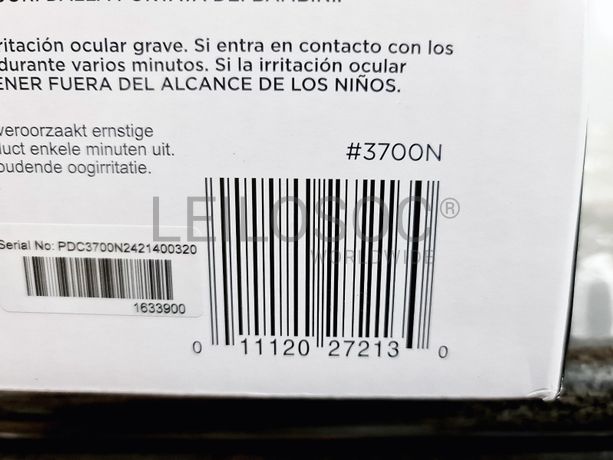 ritación ocular grave. Si entra en contacto con los
durante varios minutos. Si la irritación ocular
ENER FUERA DEL ALCANCE DE LOS NIÑOS.
veroorzaakt ernstige
duct enkele minuten uit.
oudende oogirritatie.
#3700N
LEILOSOC®
WORLDWIDE
Serial No: PDC3700N2421400320
1633900
0 11120 27213 0